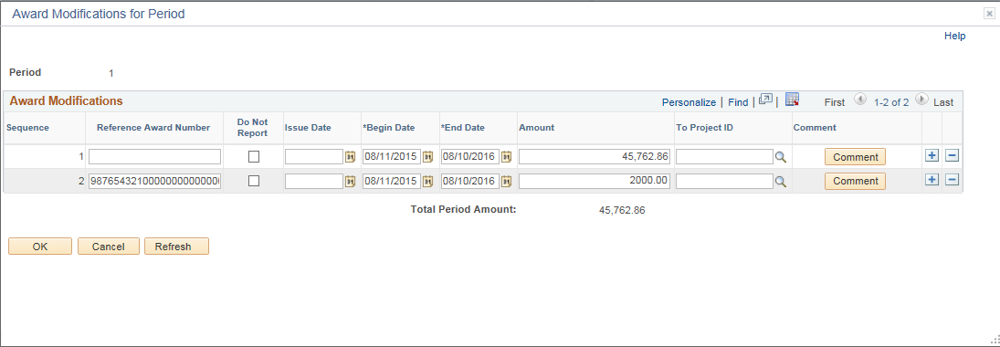 Award Modifications for Period
Help
Period 1
Award Modifications Personalize | Find | | First 1-2 of 2 Last
Sequence Reference Award Number Do Not Report Issue Date *Begin Date *End Date Amount To Project ID Comment
1 08/11/2015 08/10/2016 45,762.86 Comment
2 98765432100000000000000 08/11/2015 08/10/2016 2000.00 Comment
Total Period Amount: 45,762.86
OK Cancel Refresh